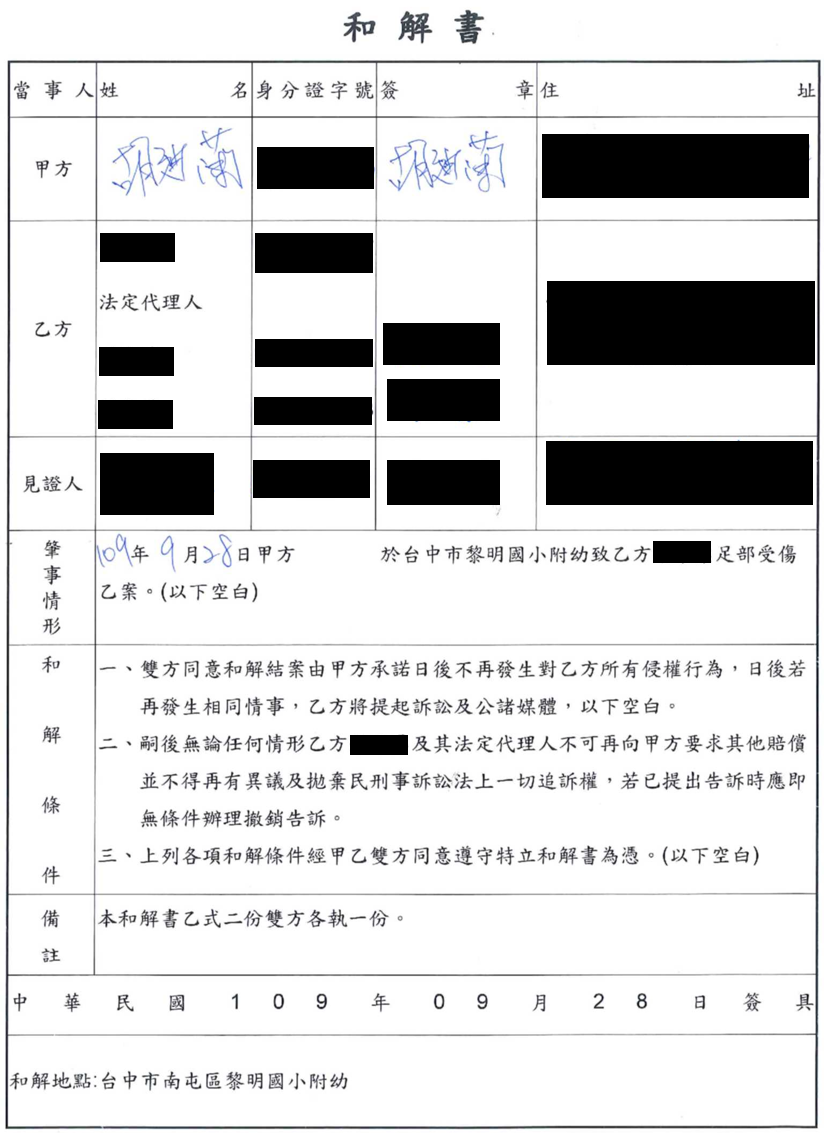 和解書
當事人 姓名 身分證字號 簽章 住址
甲方 胡 蘭 胡 蘭
乙方
法定代理人
見證人
肇事情形
109年9月28日甲方 於台中市黎明國小附幼致乙方 足部受傷
乙案。(以下空白)
和解條件
一、雙方同意和解結案由甲方承諾日後不再發生對乙方所有侵權行為，日後若
再發生相同情事，乙方將提起訴訟及公諸媒體，以下空白。
二、嗣後無論任何情形乙方 及其法定代理人不可再向甲方要求其他賠償
並不得再有異議及拋棄民刑事訴訟法上一切追訴權，若已提出告訴時應即
無條件辦理撤銷告訴。
三、上列各項和解條件經甲乙雙方同意遵守特立和解書為憑。(以下空白)
備註
本和解書乙式二份雙方各執一份。
中華民國109年09月28日簽具
和解地點:台中市南屯區黎明國小附幼